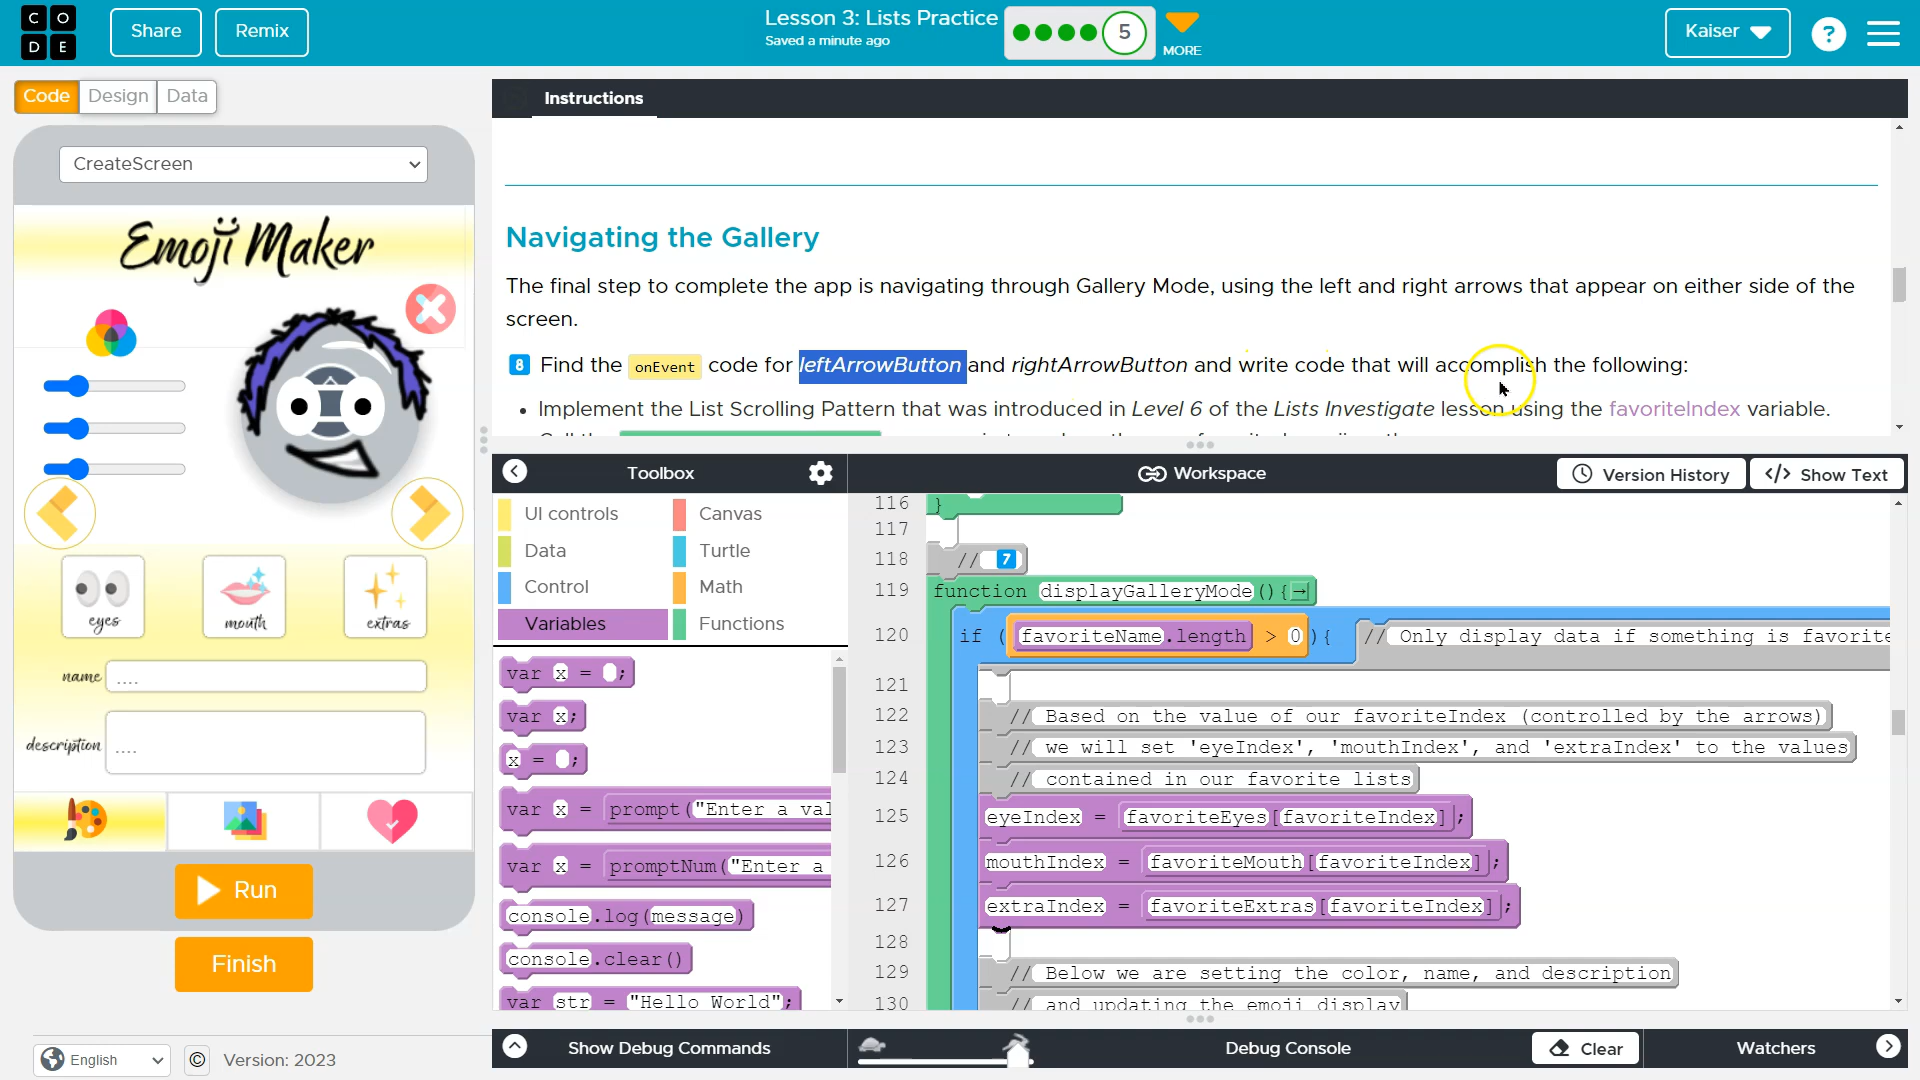 C O
D E
Share
Remix
Lesson 3: Lists Practice
Saved a minute ago
5
MORE
Kaiser
?
Code
Design
Data
Instructions
CreateScreen
Emoji Maker
name
....
description
....
eyes
mouth
extras
Run
Finish
English
©
Version: 2023
Navigating the Gallery
The final step to complete the app is navigating through Gallery Mode, using the left and right arrows that appear on either side of the
screen.
8 Find the onEvent code for leftArrowButton and rightArrowButton and write code that will accomplish the following:
• Implement the List Scrolling Pattern that was introduced in Level 6 of the Lists Investigate lesson using the favoriteIndex variable.
Toolbox
Workspace
Version History
</> Show Text
UI controls
Canvas
Data
Turtle
Control
Math
Variables
Functions
var x = ;
var x;
x = ;
var x = prompt("Enter a val
var x = promptNum("Enter a
console.log(message)
console.clear()
var str = "Hello World";
116 }
117
118 // 7
119 function displayGalleryMode(){
120 if (favoriteName.length > 0){ // Only display data if something is favorite
121
122 // Based on the value of our favoriteIndex (controlled by the arrows)
123 // we will set 'eyeIndex', 'mouthIndex', and 'extraIndex' to the values
124 // contained in our favorite lists
125 eyeIndex = favoriteEyes[favoriteIndex];
126 mouthIndex = favoriteMouth[favoriteIndex];
127 extraIndex = favoriteExtras[favoriteIndex];
128
129 // Below we are setting the color, name, and description
130 // and updating the emoji display
Show Debug Commands
Debug Console
Clear
Watchers